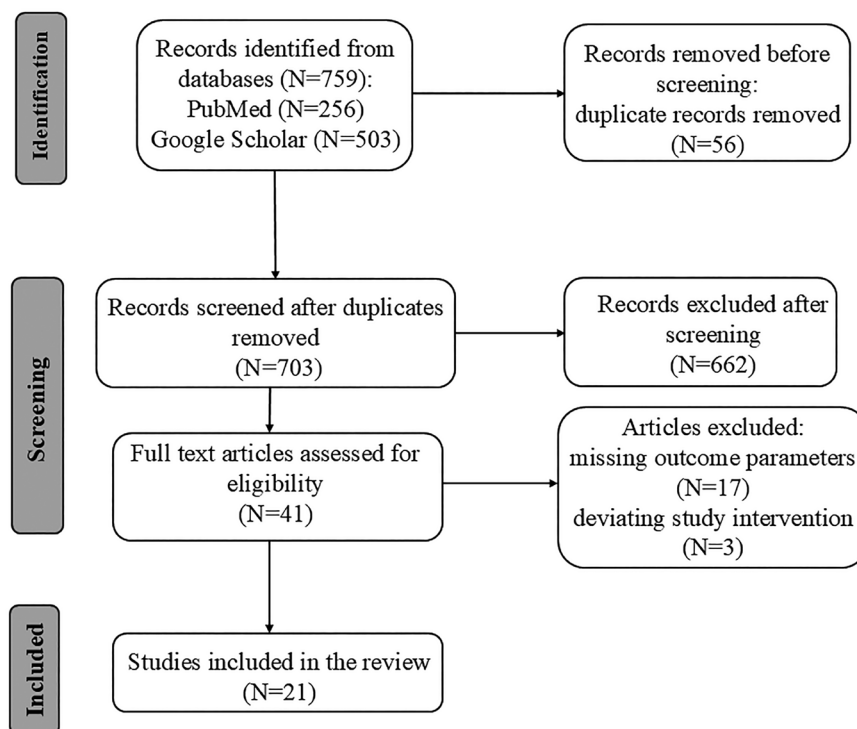 Identification
Records identified from
databases (N=759):
PubMed (N=256)
Google Scholar (N=503)
Records removed before
screening:
duplicate records removed
(N=56)
Screening
Records screened after duplicates
removed
(N=703)
Records excluded after
screening
(N=662)
Full text articles assessed for
eligibility
(N=41)
Articles excluded:
missing outcome parameters
(N=17)
deviating study intervention
(N=3)
Included
Studies included in the review
(N=21)